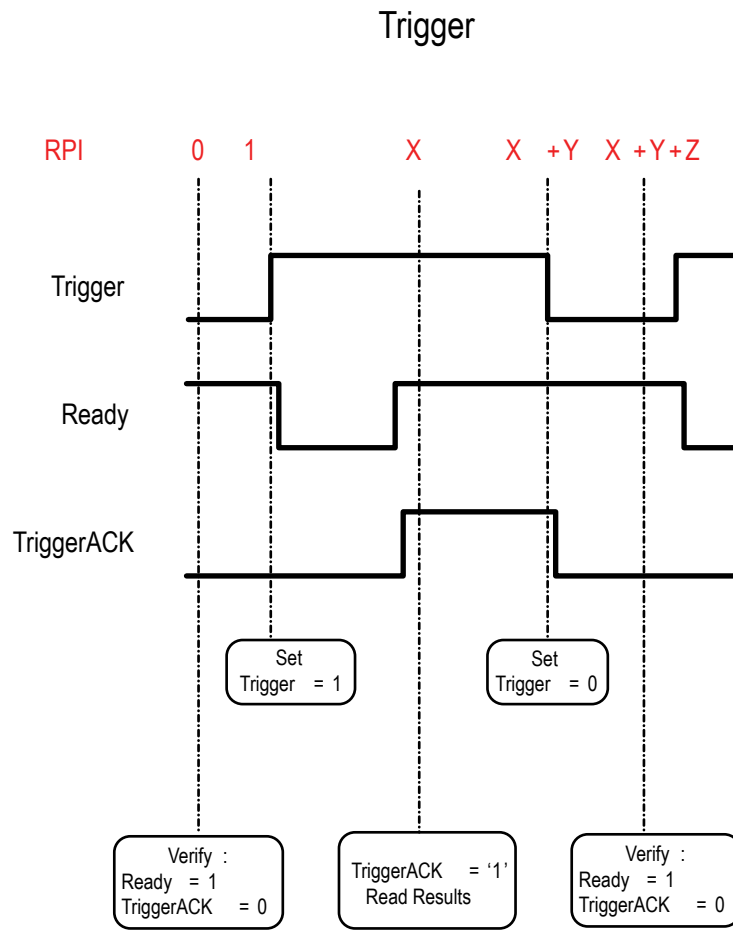 Trigger
RPI 0 1 X X +Y X +Y+Z
Trigger
Ready
TriggerACK
Set
Trigger = 1
Set
Trigger = 0
Verify :
Ready = 1
TriggerACK = 0
TriggerACK = ‘1’
Read Results
Verify :
Ready = 1
TriggerACK = 0